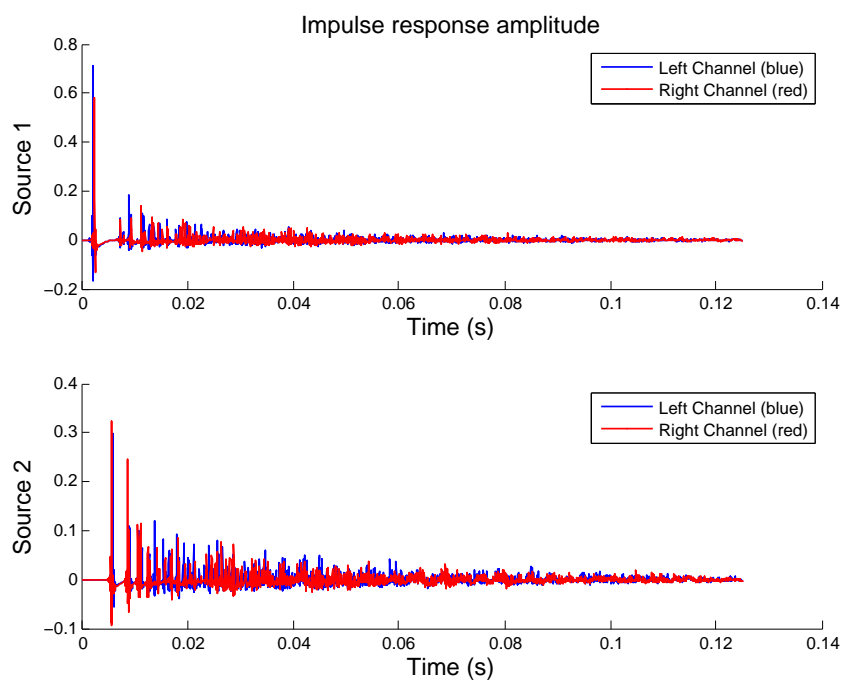 Impulse response amplitude
Source 1
0.8
0.6
0.4
0.2
0
−0.2
Left Channel (blue)
Right Channel (red)
0 0.02 0.04 0.06 0.08 0.1 0.12 0.14
Time (s)
Source 2
0.4
0.3
0.2
0.1
0
−0.1
Left Channel (blue)
Right Channel (red)
0 0.02 0.04 0.06 0.08 0.1 0.12 0.14
Time (s)